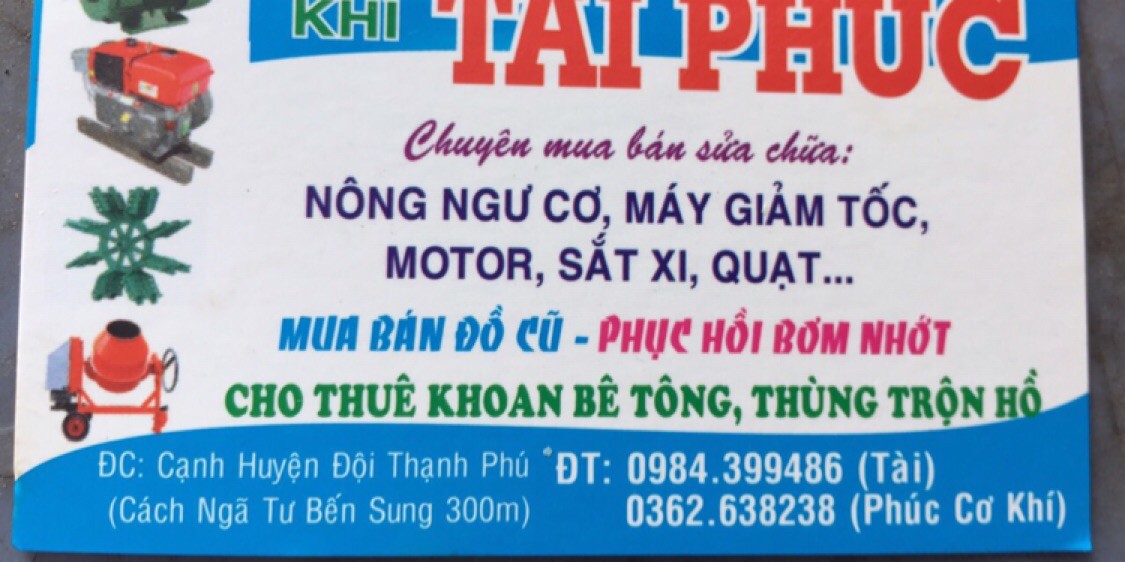 KHÍ TÀI PHÚC
Chuyên mua bán sửa chữa:
NÔNG NGƯ CƠ, MÁY GIẢM TỐC,
MOTOR, SẮT XI, QUẠT...
MUA BÁN ĐỒ CŨ - PHỤC HỒI BƠM NHỚT
CHO THUÊ KHOAN BÊ TÔNG, THÙNG TRỘN HỒ
ĐC: Cạnh Huyện Đội Thạnh Phú
(Cách Ngã Tư Bến Sung 300m)
ĐT: 0984.399486 (Tài)
0362.638238 (Phúc Cơ Khí)